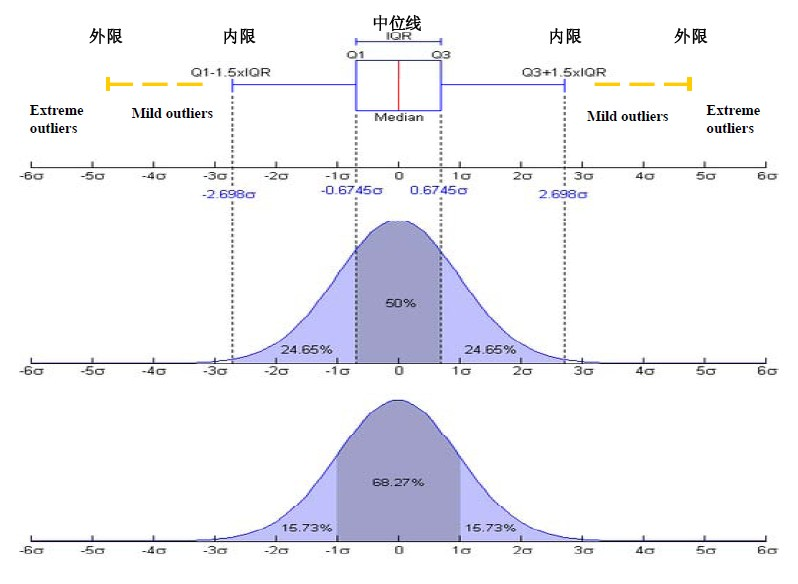 中位线
外限 内限 IQR 内限 外限
Q1 Q3
Q1-1.5xIQR Q3+1.5xIQR
Extreme outliers Mild outliers Median Mild outliers Extreme outliers
-6σ -5σ -4σ -3σ -2σ -1σ 0 1σ 2σ 3σ 4σ 5σ 6σ
-2.698σ -0.6745σ 0.6745σ 2.698σ
50%
24.65% 24.65%
-6σ -5σ -4σ -3σ -2σ -1σ 0 1σ 2σ 3σ 4σ 5σ 6σ
68.27%
15.73% 15.73%
-6σ -5σ -4σ -3σ -2σ -1σ 0 1σ 2σ 3σ 4σ 5σ 6σ